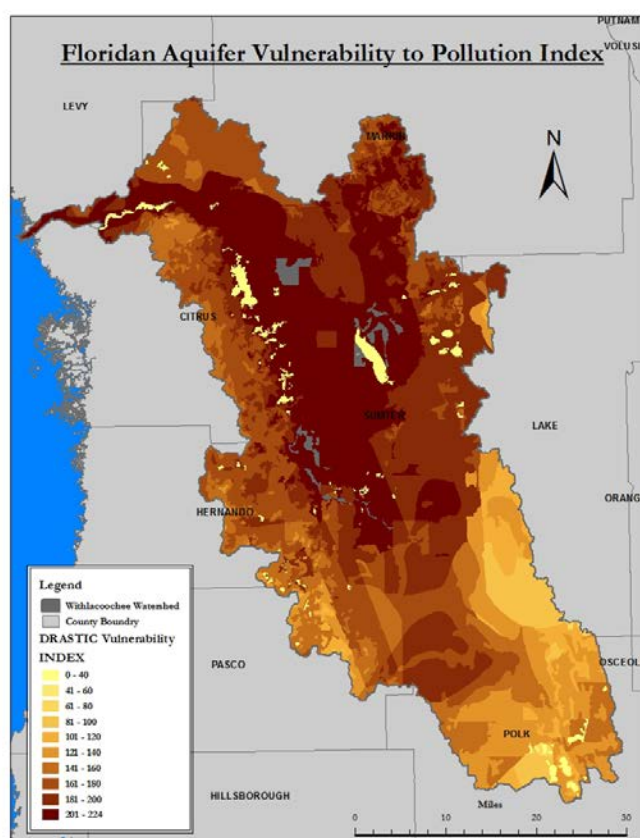 PUTNAM
VOLUSI
Floridan Aquifer Vulnerability to Pollution Index
LEVY
MARION
N
CITRUS
SUMTER
LAKE
ORANG
HERNANDO
Legend
Withlacoochee Watershed
County Boundry
DRASTIC Vulnerability
INDEX
0 - 40
41 - 60
61 - 80
81 - 100
101 - 120
121 - 140
141 - 160
161 - 180
181 - 200
201 - 224
PASCO
OSCEOL
POLK
HILLSBOROUGH
Miles
0 10 20 30